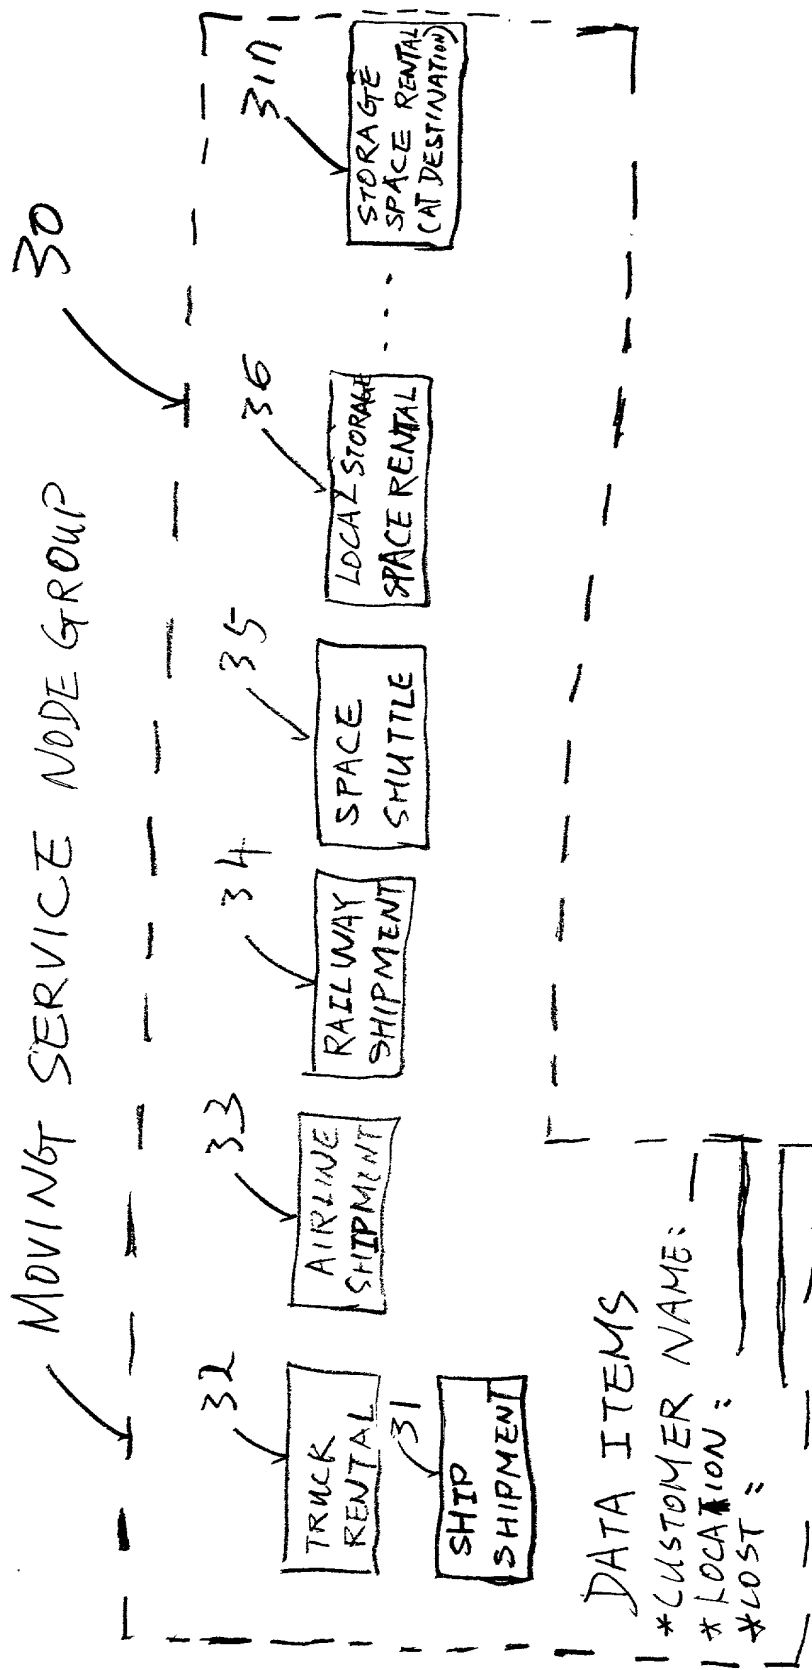 MOVING SERVICE NODE GROUP
30
32
TRUCK
RENTAL
33
AIRLINE
SHIPMENT
34
RAILWAY
SHIPMENT
35
SPACE
SHUTTLE
36
LOCAL STORAGE
SPACE RENTAL
...
31n
STORAGE
SPACE RENTAL
(AT DESTINATION)
31
SHIP
SHIPMENT
DATA ITEMS
*CUSTOMER NAME:
*LOCATION:
*COST: